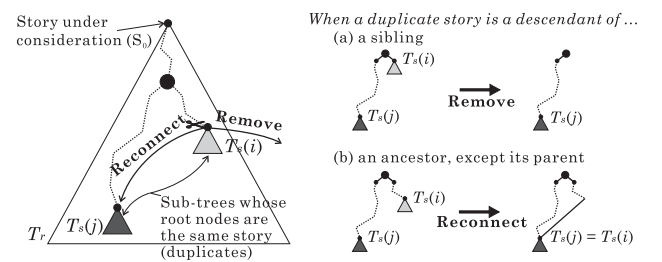 Story under
consideration (S₀)
Remove
Reconnect
Tₛ(i)
Sub-trees whose
root nodes are
the same story
(duplicates)
Tₛ(j)
Tᵣ
When a duplicate story is a descendant of ...
(a) a sibling
Tₛ(i)
Remove
Tₛ(j)
Tₛ(j)
(b) an ancestor, except its parent
Tₛ(i)
Reconnect
Tₛ(j)
Tₛ(j) = Tₛ(i)